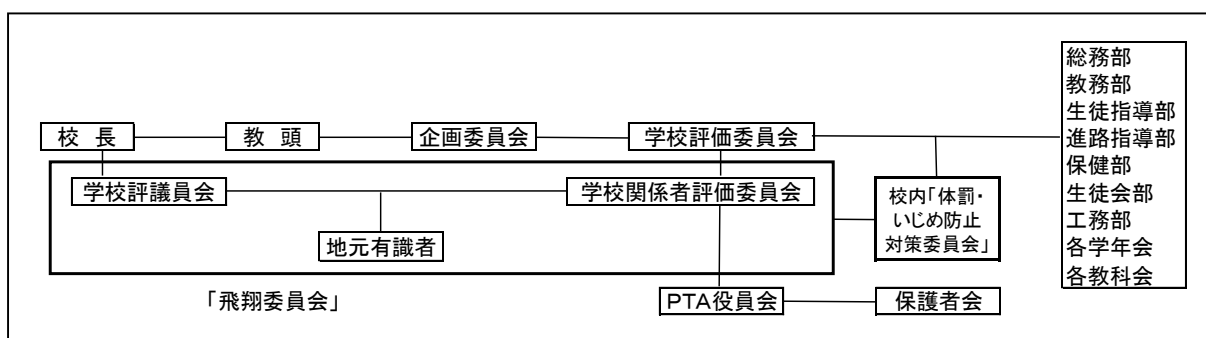 校 長
教 頭
企画委員会
学校評価委員会
総務部
教務部
生徒指導部
進路指導部
保健部
生徒会部
工務部
各学年会
各教科会
学校評議員会
学校関係者評価委員会
地元有識者
校内「体罰・
いじめ防止
対策委員会」
「飛翔委員会」
PTA役員会
保護者会